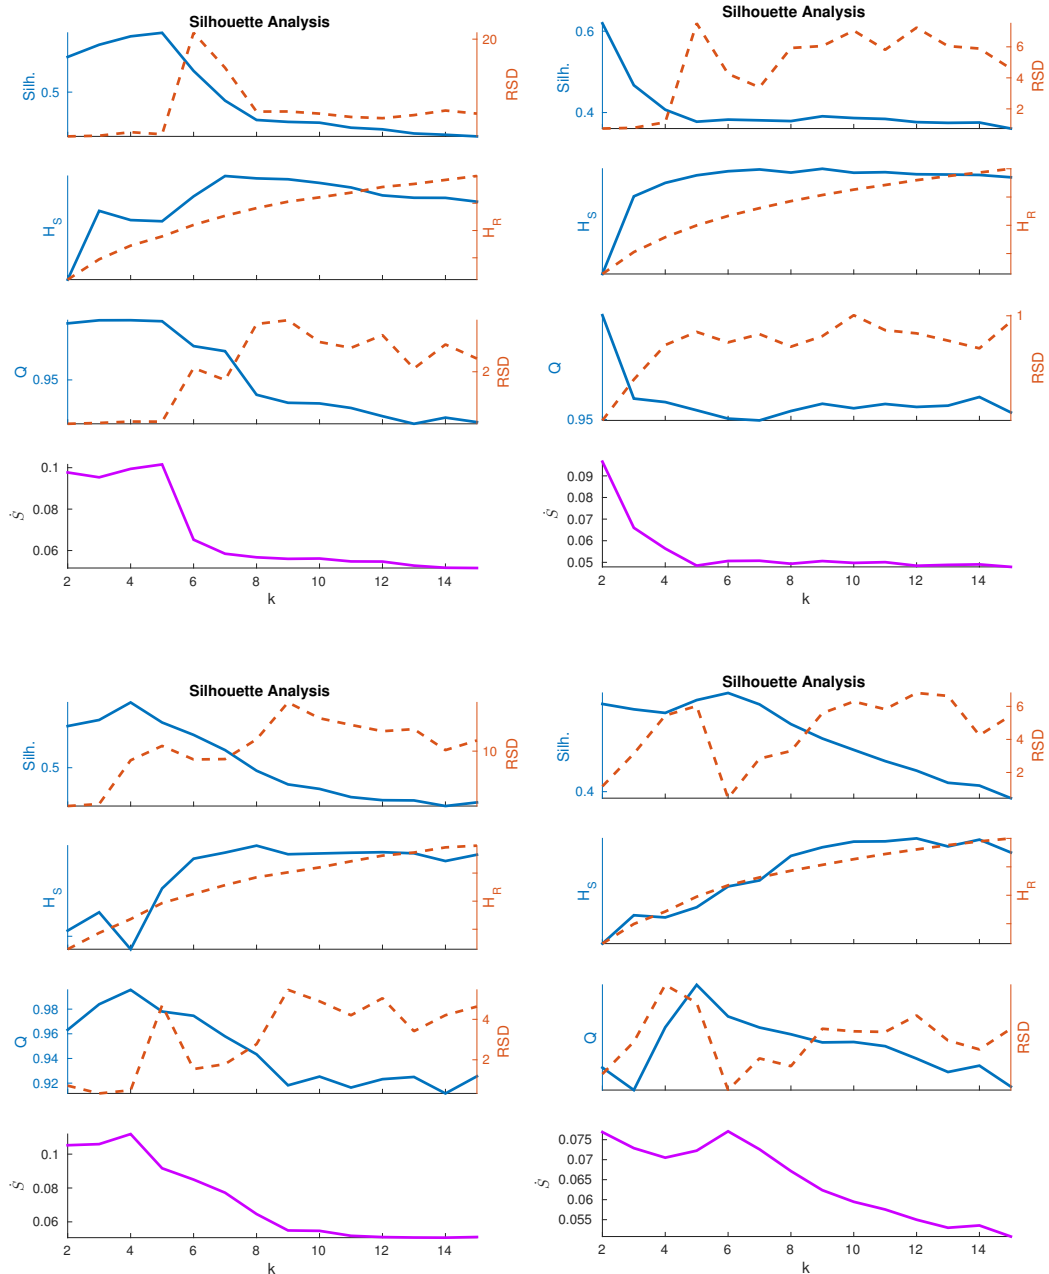 Silhouette Analysis
Silh.
0.5
20
RSD
H_S
H_R
Q
0.95
2
RSD
Ṡ
0.1
0.08
0.06
2 4 6 8 10 12 14
k
Silhouette Analysis
Silh.
0.6
0.4
6
4
2
RSD
H_S
H_R
Q
0.95
1
RSD
Ṡ
0.09
0.08
0.07
0.06
0.05
2 4 6 8 10 12 14
k
Silhouette Analysis
Silh.
0.5
10
RSD
H_S
H_R
Q
0.98
0.96
0.94
0.92
4
2
RSD
Ṡ
0.1
0.08
0.06
2 4 6 8 10 12 14
k
Silhouette Analysis
Silh.
0.4
6
4
2
RSD
H_S
H_R
Q
RSD
Ṡ
0.075
0.07
0.065
0.06
0.055
2 4 6 8 10 12 14
k